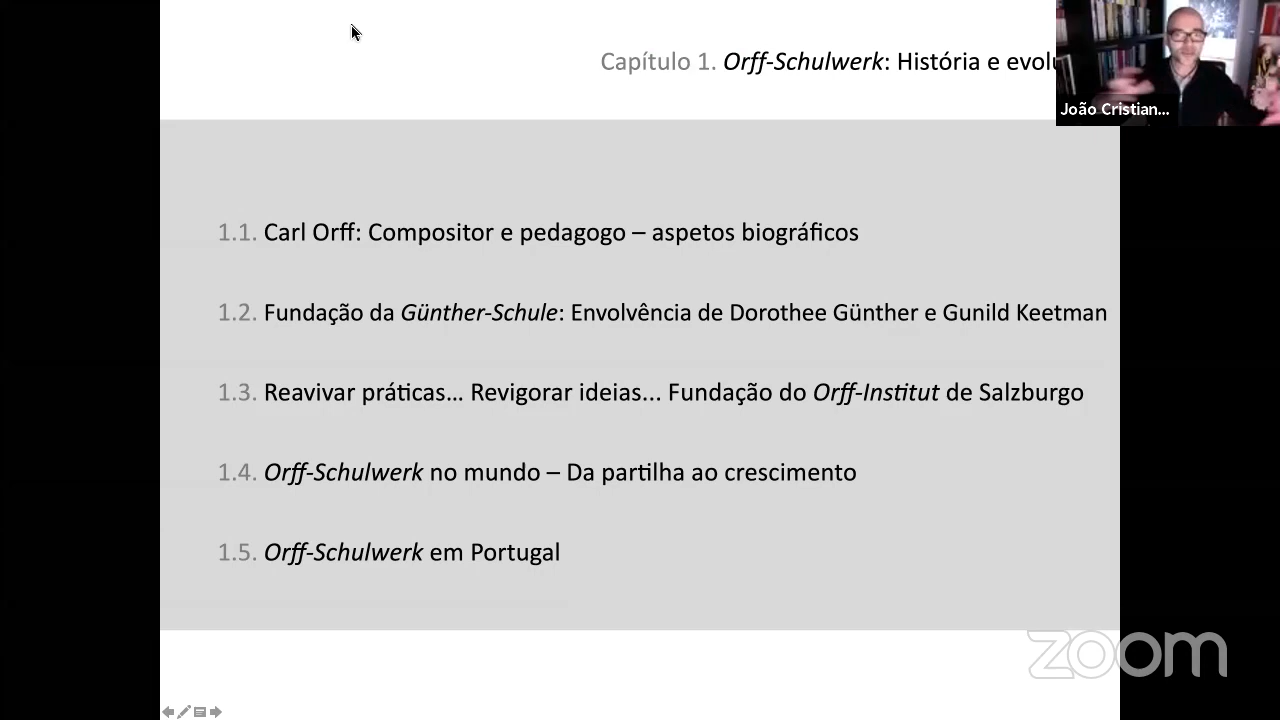 Capítulo 1. Orff-Schulwerk: História e evolu
João Cristian...
1.1. Carl Orff: Compositor e pedagogo – aspetos biográficos
1.2. Fundação da Günther-Schule: Envolvência de Dorothee Günther e Gunild Keetman
1.3. Reavivar práticas... Revigorar ideias... Fundação do Orff-Institut de Salzburgo
1.4. Orff-Schulwerk no mundo – Da partilha ao crescimento
1.5. Orff-Schulwerk em Portugal
zoom